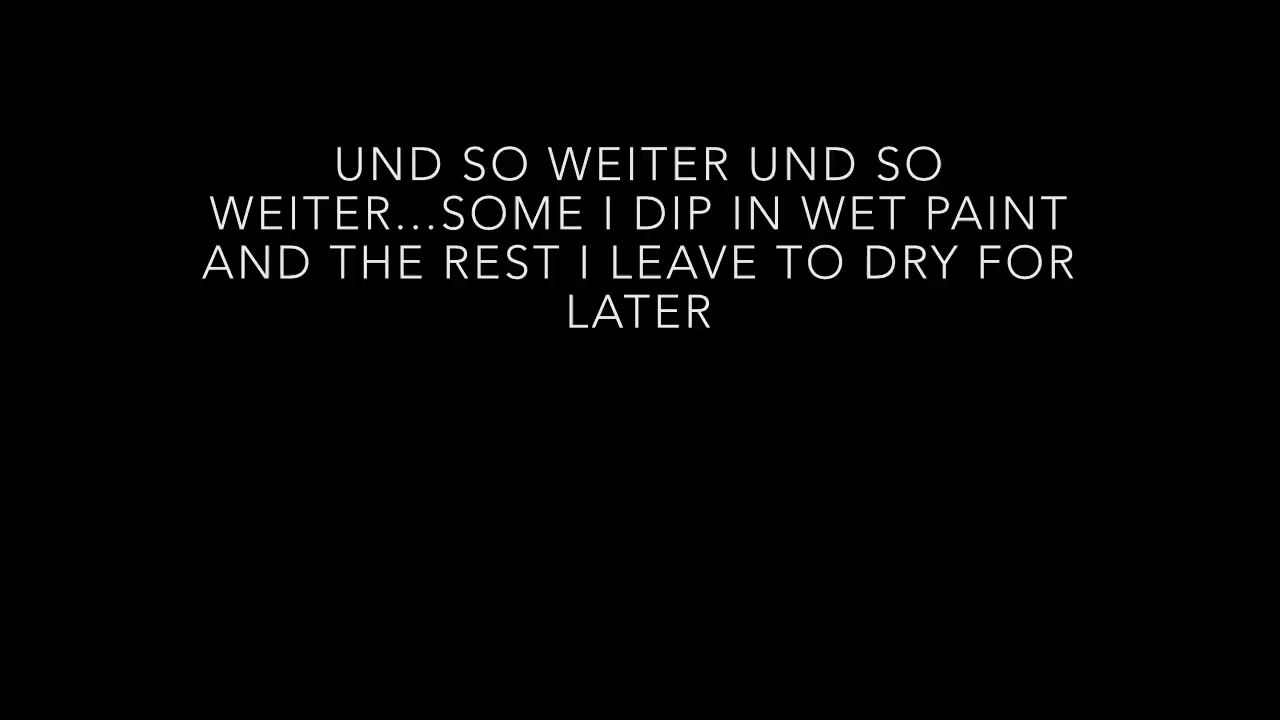 UND SO WEITER UND SO
WEITER...SOME I DIP IN WET PAINT
AND THE REST I LEAVE TO DRY FOR
LATER